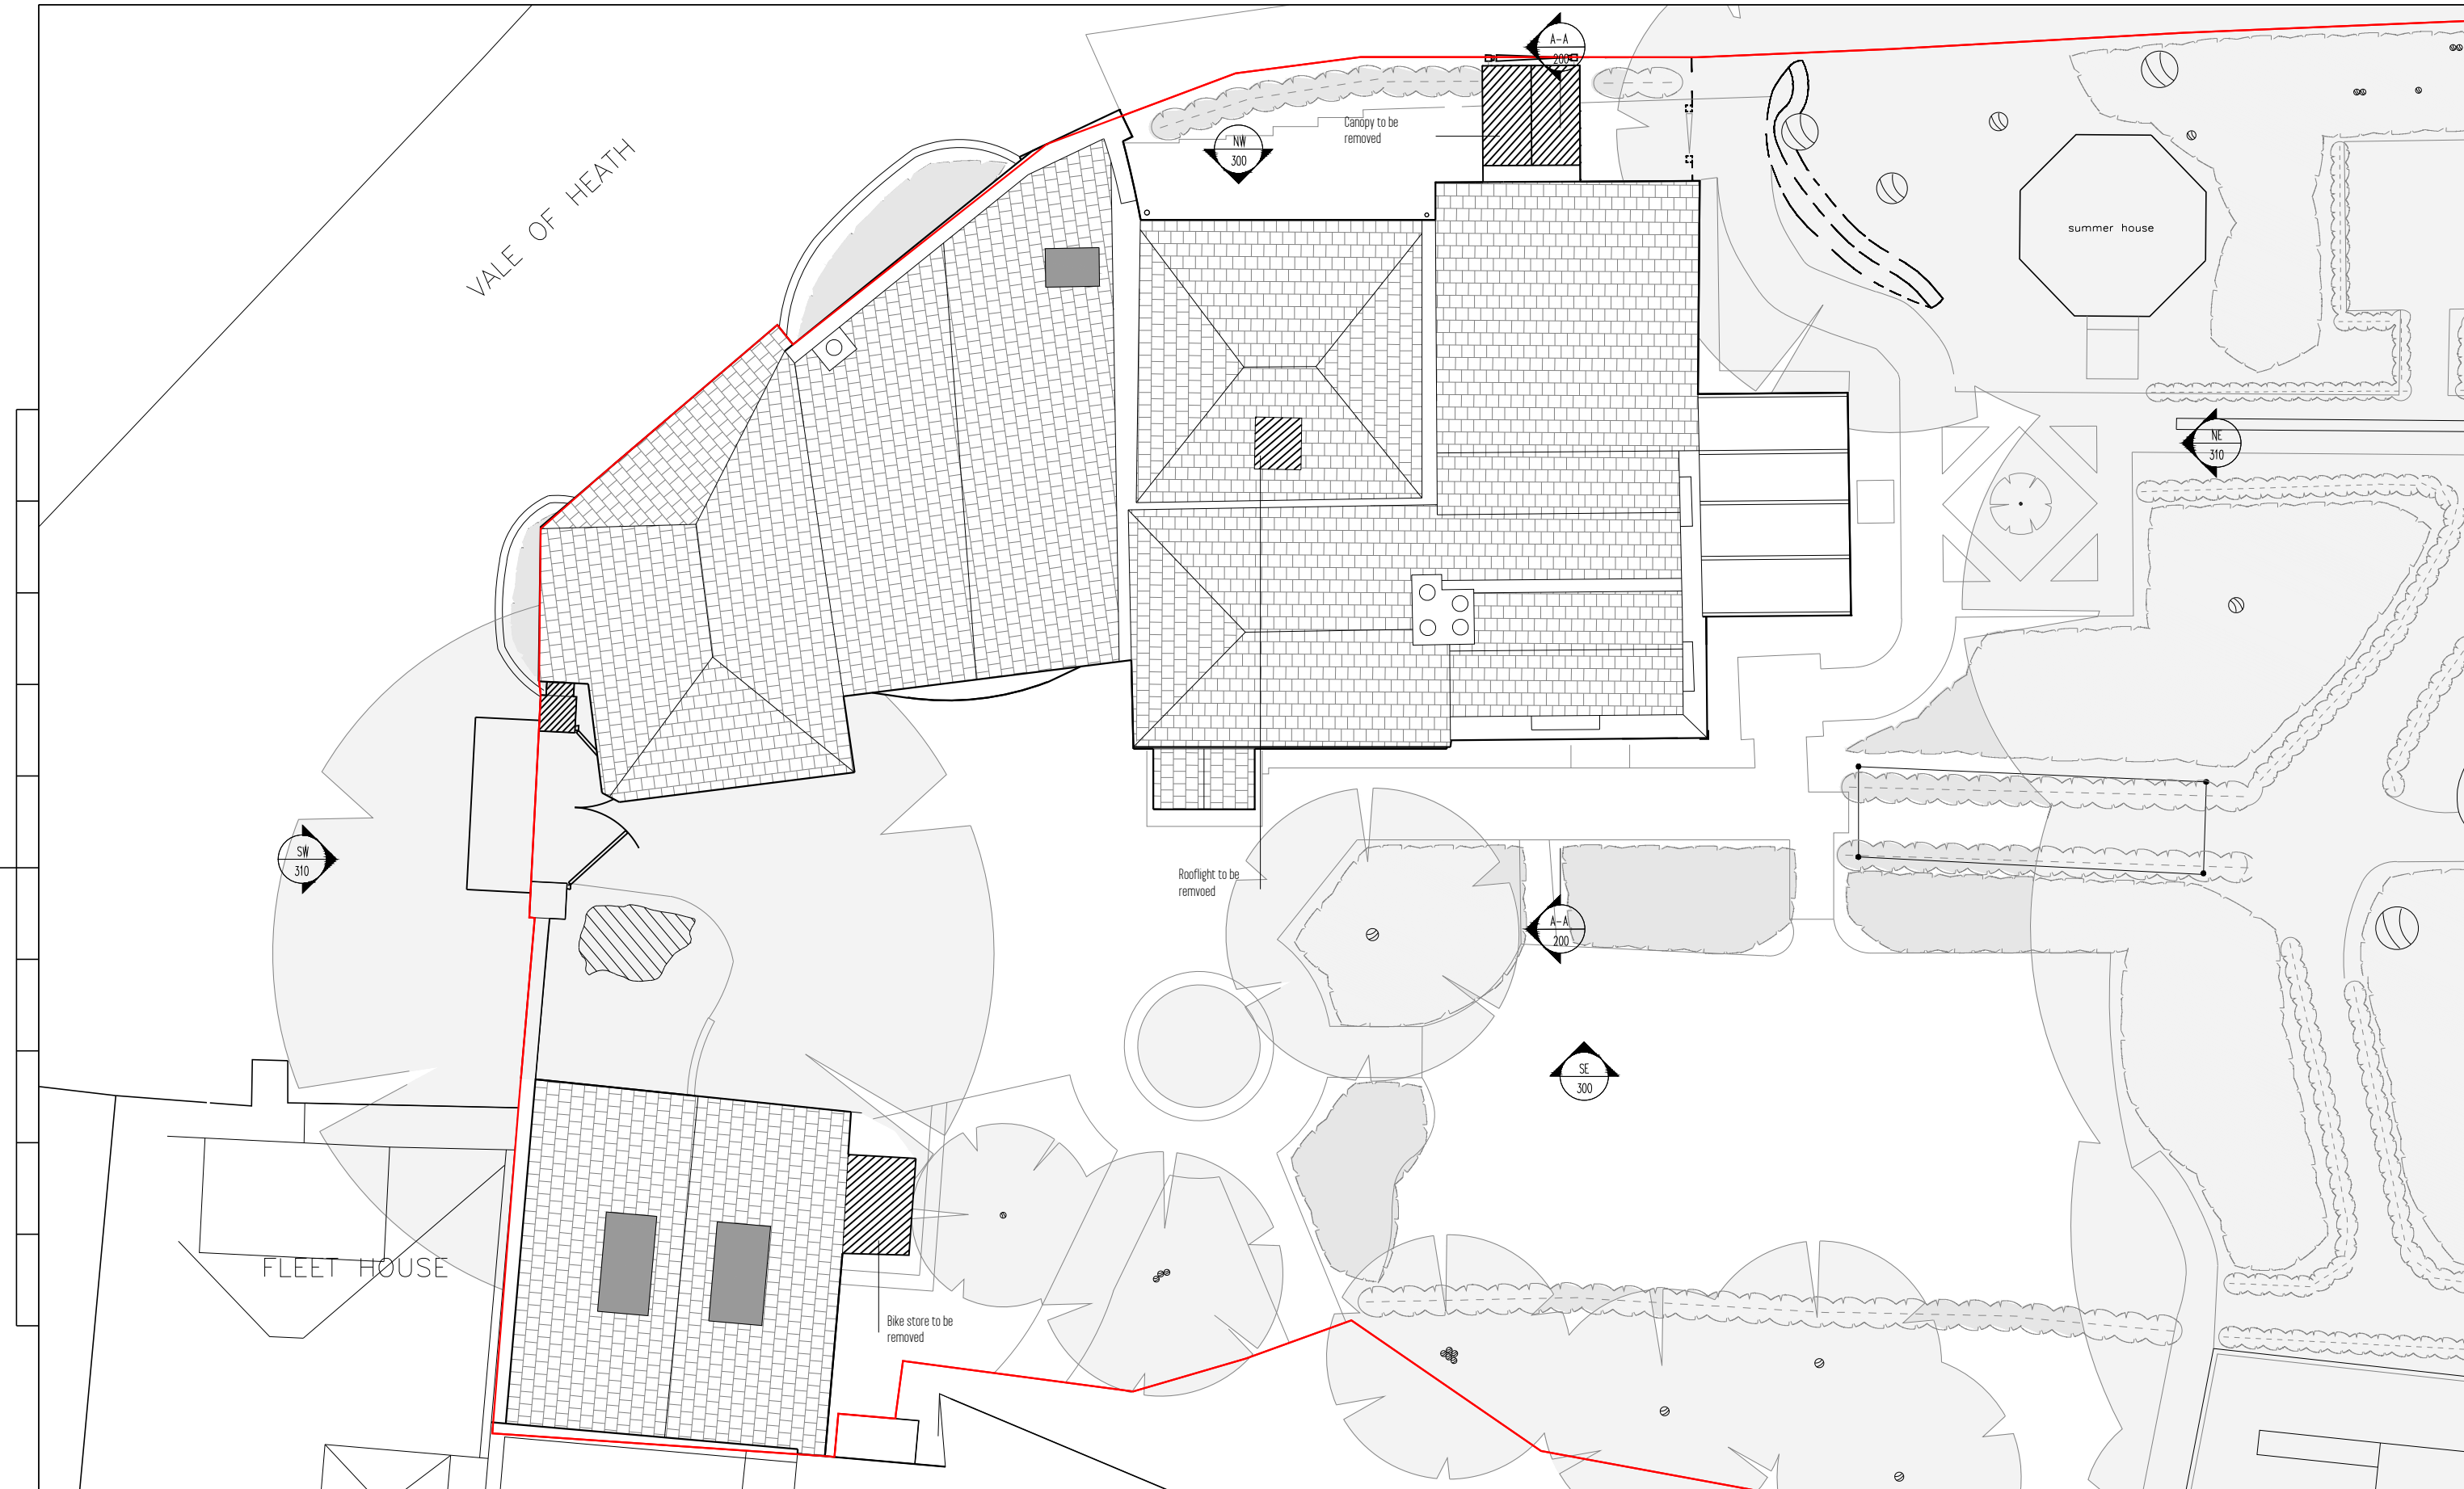 A-A
200
VALE OF HEATH
Canopy to be
removed
NW
300
summer house
NE
310
SW
310
Rooflight to be
remvoed
A-A
200
SE
300
FLEET HOUSE
Bike store to be
removed